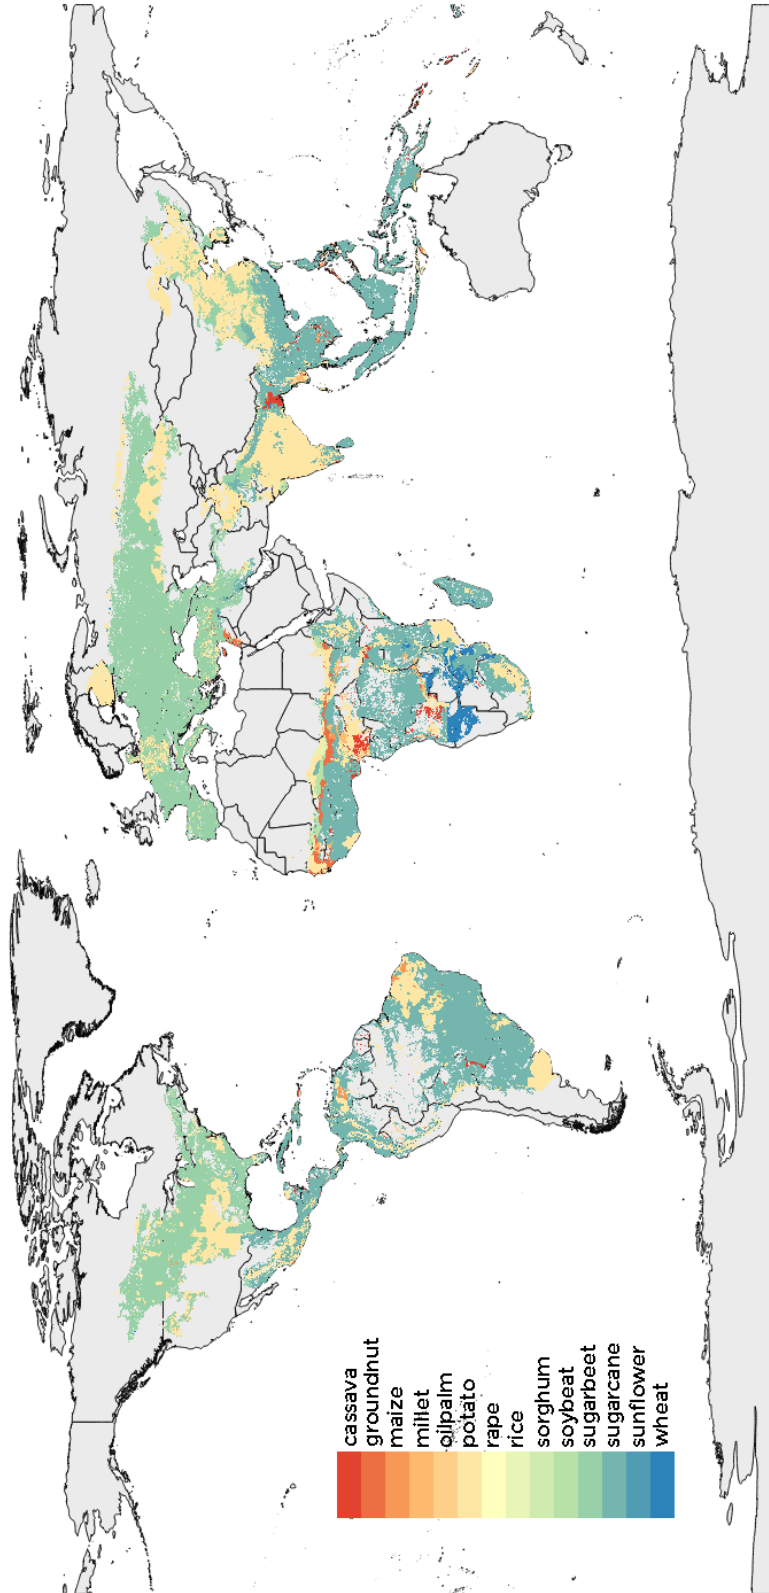 cassava
groundnut
maize
millet
oilpalm
potato
rape
rice
sorghum
soybeat
sugarbeet
sugarcane
sunflower
wheat